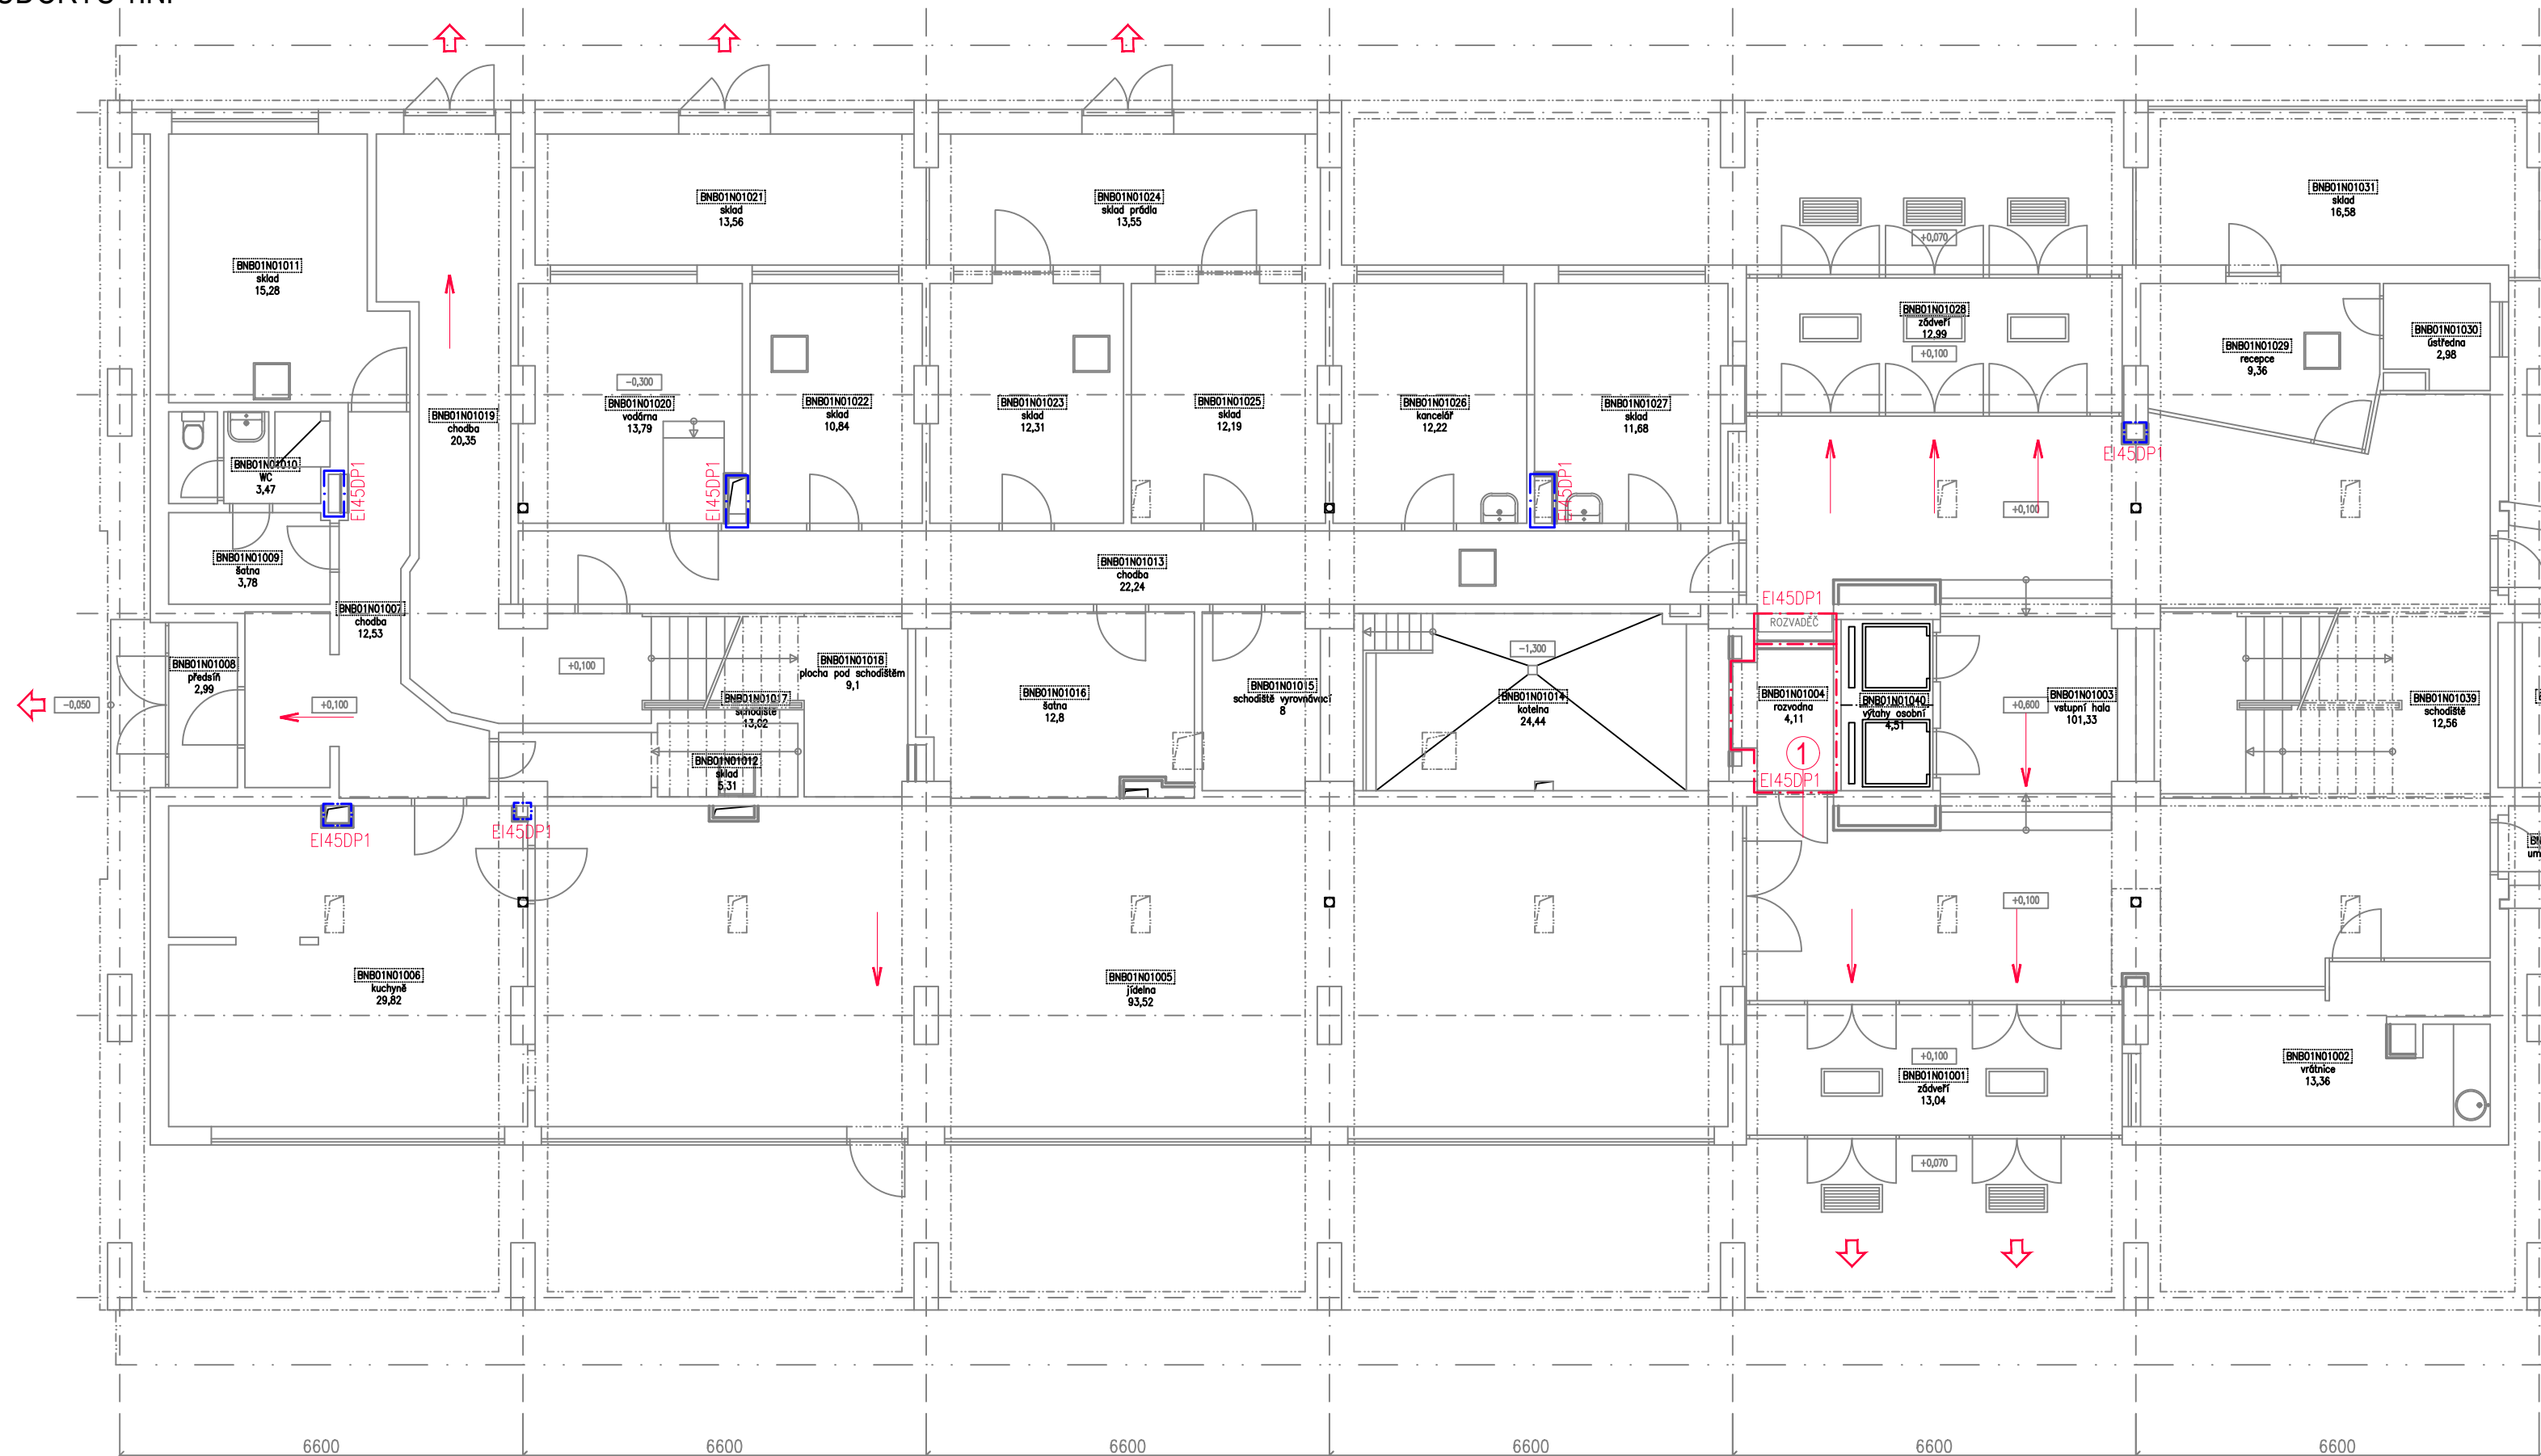 BNB01N01031
sklad
16,58
BNB01N01021
sklad
13,56
BNB01N01024
sklad prádla
13,55
+0,070
BNB01N01011
sklad
15,28
BNB01N01028
zádveří
12,99
+0,100
BNB01N01030
ústředna
2,98
BNB01N01029
recepce
9,36
-0,300
BNB01N01020
vodárna
13,79
BNB01N01022
sklad
10,84
BNB01N01023
sklad
12,31
BNB01N01025
sklad
12,19
BNB01N01026
kancelář
12,22
BNB01N01027
sklad
11,68
BNB01N01019
chodba
20,35
BNB01N01010
WC
3,47
EI45DP1
EI45DP1
EI45DP1
EI45DP1
+0,100
BNB01N01009
šatna
3,78
BNB01N01013
chodba
22,24
BNB01N01007
chodba
12,53
EI45DP1
ROZVADĚČ
BNB01N01008
předsíň
2,99
+0,100
BNB01N01018
plocha pod schodištěm
9,1
-1,300
BNB01N01017
schodiště
13,02
BNB01N01016
šatna
12,8
BNB01N01015
schodiště vyrovnávací
8
BNB01N01014
kotelna
24,44
BNB01N01004
rozvodna
4,11
BNB01N01040
výtahy osobní
4,51
BNB01N01003
vstupní hala
101,33
+0,600
BNB01N01039
schodiště
12,56
-0,050
+0,100
BNB01N01012
sklad
5,31
1
EI45DP1
EI45DP1
EI45DP1
+0,100
BNB01N01006
kuchyně
29,82
BNB01N01005
jídelna
93,52
+0,100
BNB01N01001
zádveří
13,04
BNB01N01002
vrátnice
13,36
+0,070
6600
6600
6600
6600
6600
6600